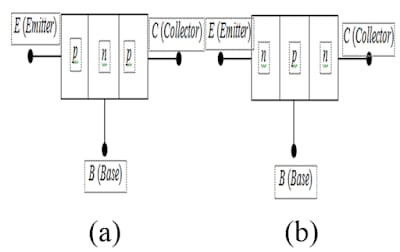 E (Emitter) C (Collector) E (Emitter) C (Collector)
p n p n p n
B (Base) B (Base)
(a) (b)